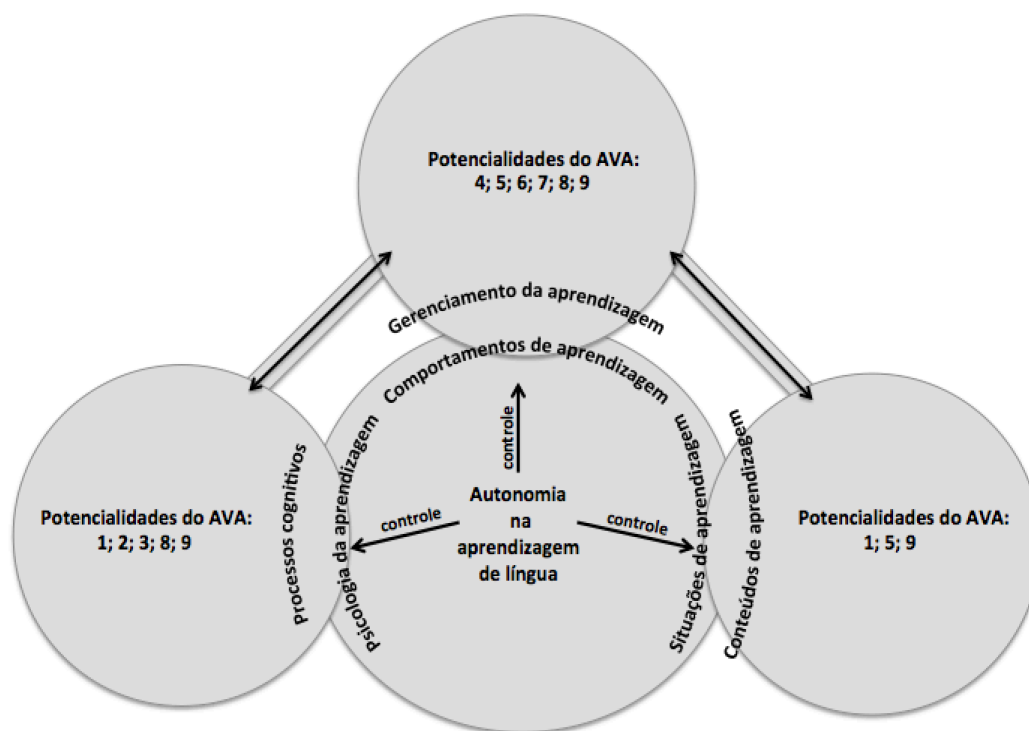 Potencialidades do AVA:
4; 5; 6; 7; 8; 9
Gerenciamento da aprendizagem
Comportamentos de aprendizagem
controle
Processos cognitivos
Psicologia da aprendizagem
Situações de aprendizagem
Conteúdos de aprendizagem
Potencialidades do AVA:
1; 2; 3; 8; 9
controle
Autonomia
na
aprendizagem
de língua
controle
Potencialidades do AVA:
1; 5; 9